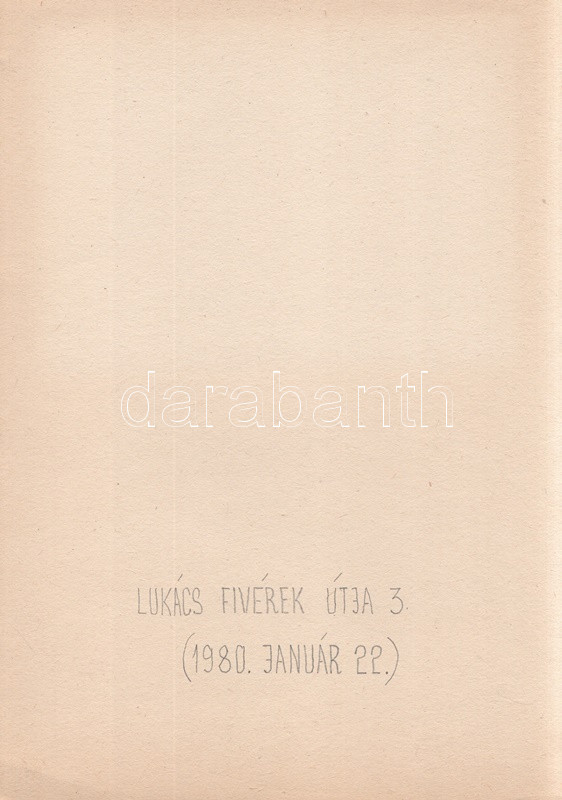 darabanth
LUKÁCS FIVÉREK ÚTJA 3.
(1980. JANUÁR 22.)